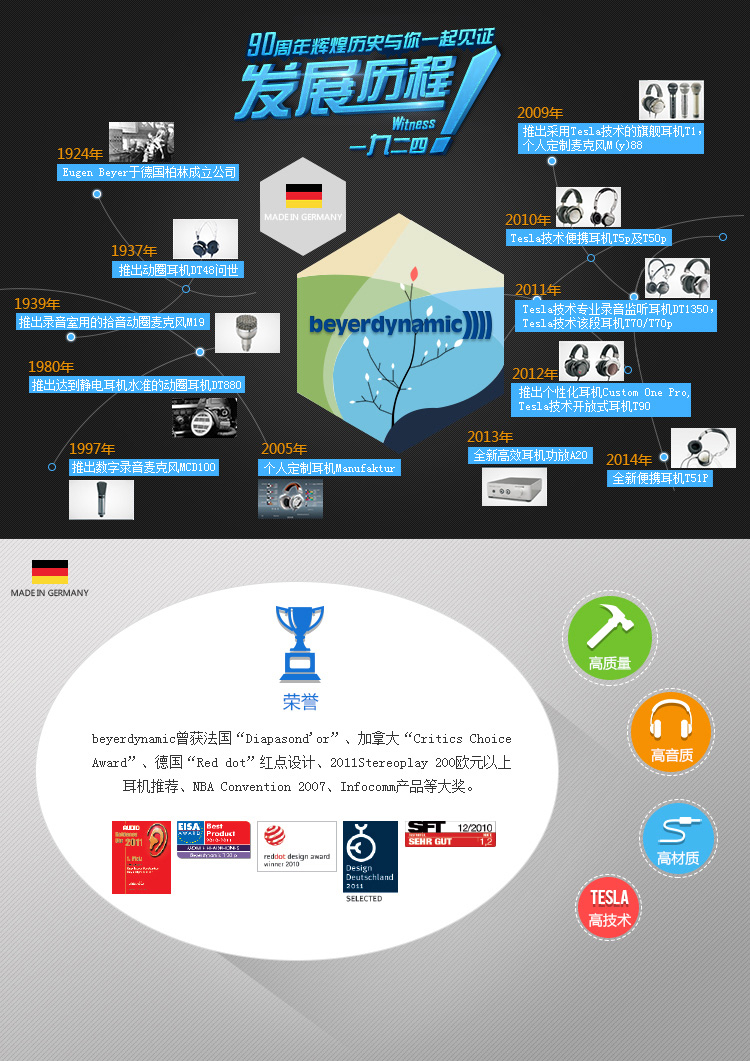 90周年辉煌历史与你一起见证
发展历程!
Witness
一九二四
MADE IN GERMANY
beyerdynamic
1924年
Eugen Beyer于德国柏林成立公司
1937年
推出动圈耳机DT48问世
1939年
推出录音室用的拾音动圈麦克风M19
1980年
推出达到静电耳机水准的动圈耳机DT880
1997年
推出数字录音麦克风MCD100
2005年
个人定制耳机Manufaktur
2009年
推出采用Tesla技术的旗舰耳机T1,
个人定制麦克风M(y)88
2010年
Tesla技术便携耳机T5p及T50p
2011年
Tesla技术专业录音监听耳机DT1350,
Tesla技术该段耳机T70/T70p
2012年
推出个性化耳机Custom One Pro,
Tesla技术开放式耳机T90
2013年
全新高效耳机功放A20
2014年
全新便携耳机T51P
MADE IN GERMANY
荣誉
beyerdynamic曾获法国“Diapasond'or”、加拿大“Critics Choice
Award”、德国“Red dot”红点设计、2011Stereoplay 200欧元以上
耳机推荐、NBA Convention 2007、Infocomm产品等大奖。
AUDIO
2011
EISA
AWARD
Best
Product
2010-2011
reddot design award
winner 2010
Design
Deutschland
2011
SELECTED
SFT 12/2010
SEHR GUT 1,2
高质量
高音质
高材质
TESLA
高技术